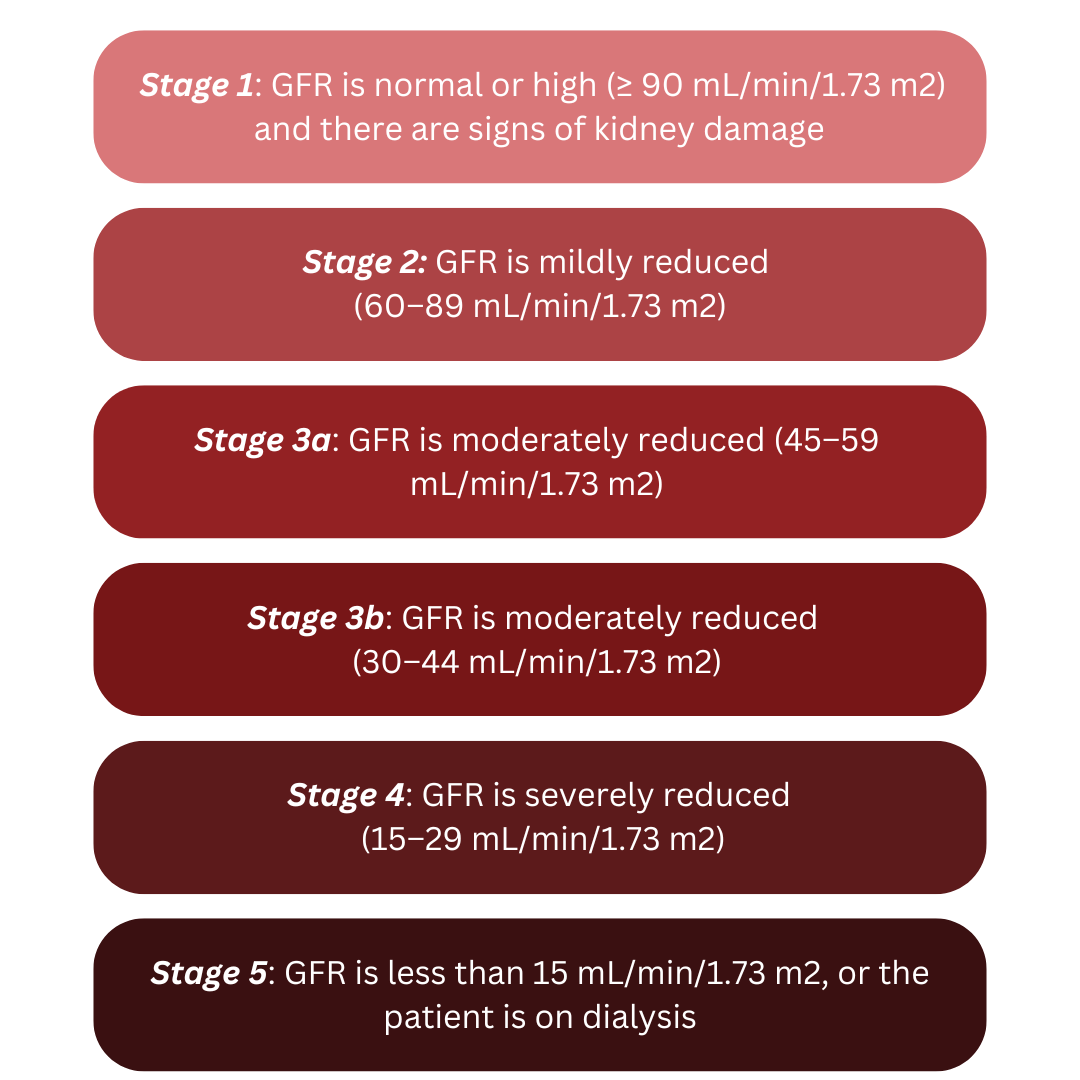 Stage 1: GFR is normal or high (≥ 90 mL/min/1.73 m2)
and there are signs of kidney damage
Stage 2: GFR is mildly reduced
(60–89 mL/min/1.73 m2)
Stage 3a: GFR is moderately reduced (45–59
mL/min/1.73 m2)
Stage 3b: GFR is moderately reduced
(30–44 mL/min/1.73 m2)
Stage 4: GFR is severely reduced
(15–29 mL/min/1.73 m2)
Stage 5: GFR is less than 15 mL/min/1.73 m2, or the
patient is on dialysis